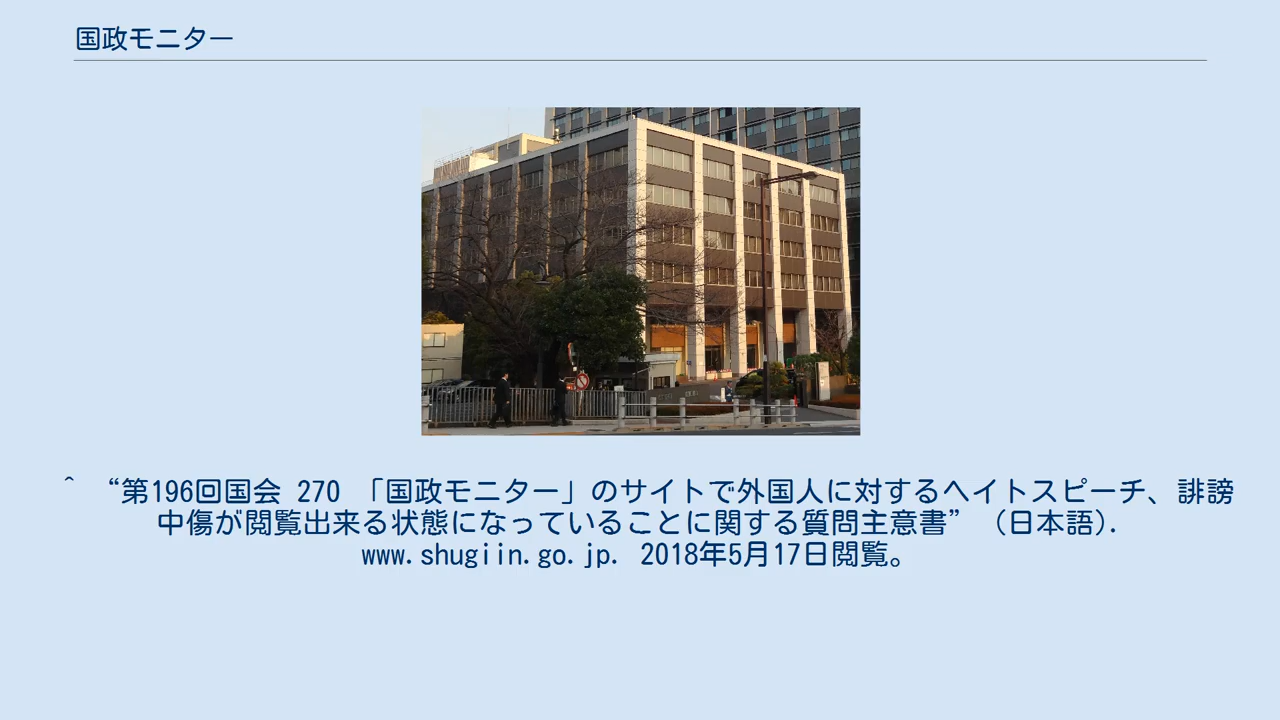 国政モニター
^ “第196回国会 270 「国政モニター」のサイトで外国人に対するヘイトスピーチ、誹謗
中傷が閲覧出来る状態になっていることに関する質問主意書” （日本語）.
www.shugiin.go.jp. 2018年5月17日閲覧。